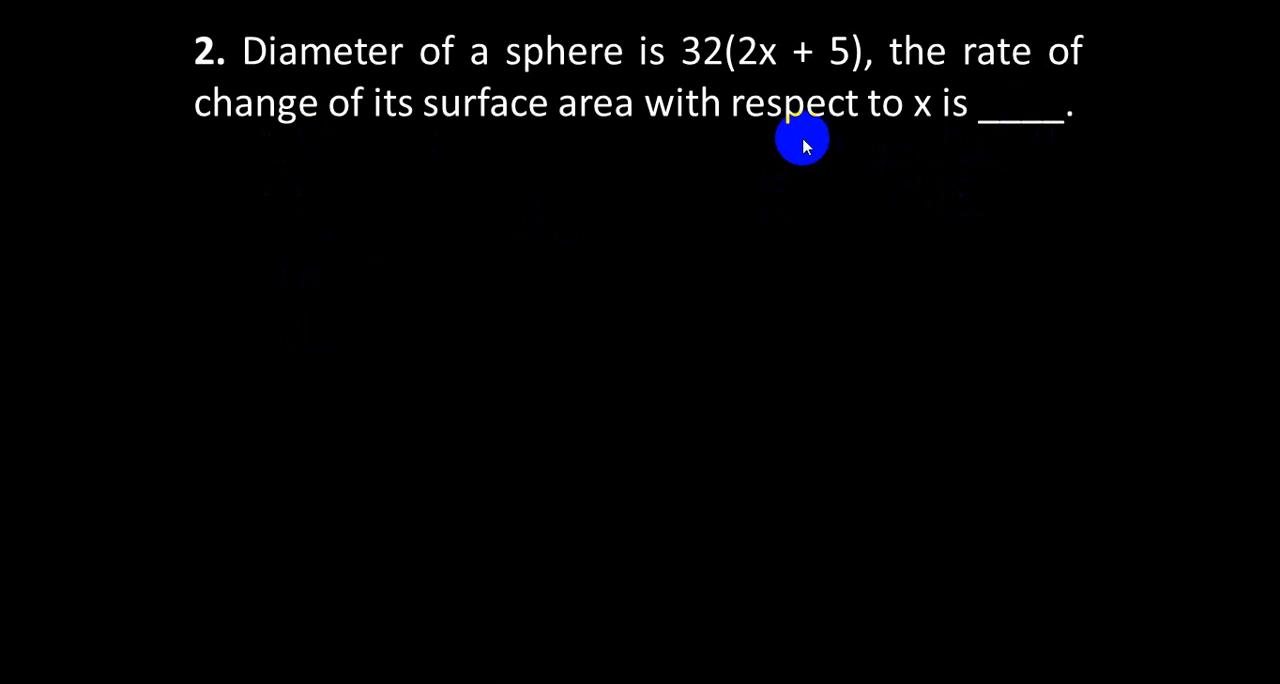 2. Diameter of a sphere is 32(2x + 5), the rate of
change of its surface area with respect to x is ____.